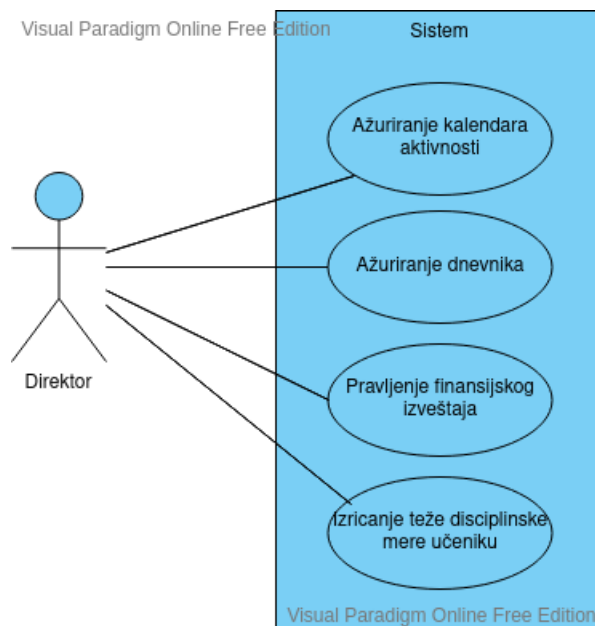 Visual Paradigm Online Free Edition
Sistem
Ažuriranje kalendara
aktivnosti
Ažuriranje dnevnika
Direktor
Pravljenje finansijskog
izveštaja
Izricanje teže disciplinske
mere učeniku
Visual Paradigm Online Free Edition